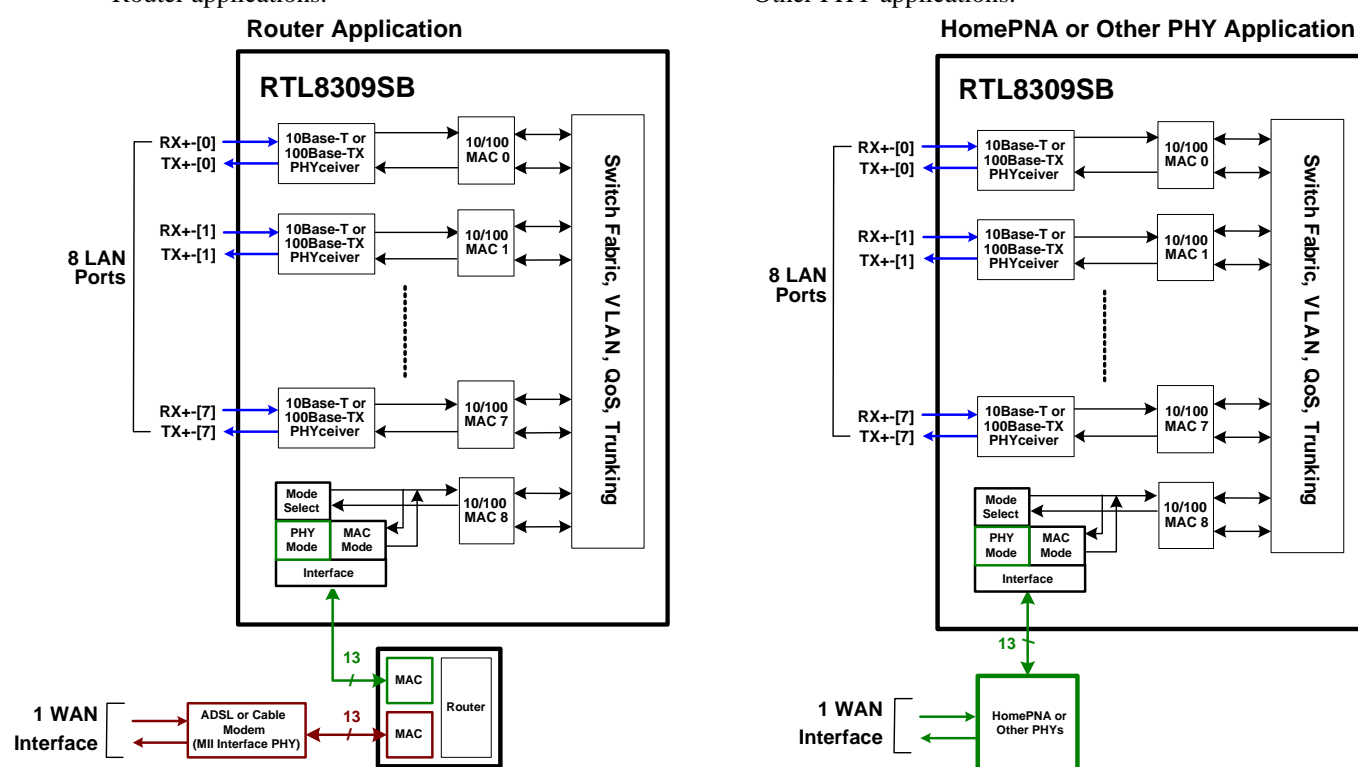 Router applications.
Other PHY applications.
Router Application
RTL8309SB
RX+-[0]
TX+-[0]
10Base-T or
100Base-TX
PHYceiver
10/100
MAC 0
RX+-[1]
TX+-[1]
10Base-T or
100Base-TX
PHYceiver
10/100
MAC 1
8 LAN
Ports
RX+-[7]
TX+-[7]
10Base-T or
100Base-TX
PHYceiver
10/100
MAC 7
Switch Fabric, VLAN, QoS, Trunking
Mode
Select
10/100
MAC 8
PHY
Mode
MAC
Mode
Interface
13
MAC
Router
1 WAN
Interface
ADSL or Cable
Modem
(MII Interface PHY)
13
MAC
HomePNA or Other PHY Application
RTL8309SB
RX+-[0]
TX+-[0]
10Base-T or
100Base-TX
PHYceiver
10/100
MAC 0
RX+-[1]
TX+-[1]
10Base-T or
100Base-TX
PHYceiver
10/100
MAC 1
8 LAN
Ports
RX+-[7]
TX+-[7]
10Base-T or
100Base-TX
PHYceiver
10/100
MAC 7
Switch Fabric, VLAN, QoS, Trunking
Mode
Select
10/100
MAC 8
PHY
Mode
MAC
Mode
Interface
13
1 WAN
Interface
HomePNA or
Other PHYs